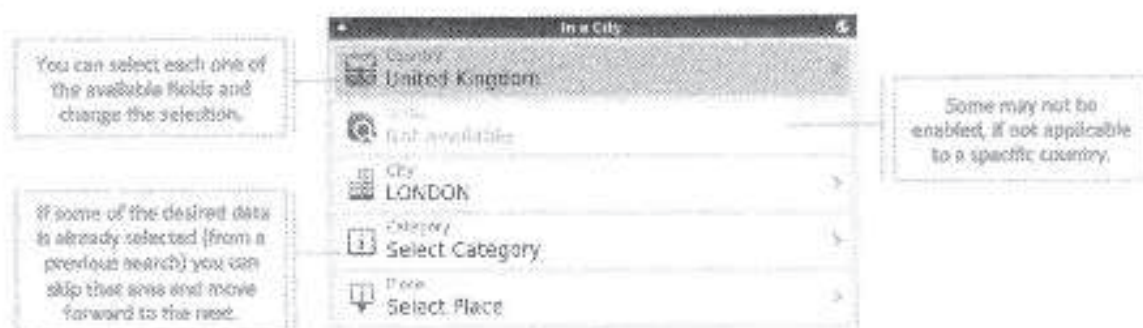 In a City
You can select each one of
the available fields and
change the selection.
Country
United Kingdom
Not available
Some may not be
enabled, if not applicable
to a specific country.
City
LONDON
If some of the desired data
is already selected (from a
previous search) you can
skip that area and move
forward to the next.
Category
Select Category
Place
Select Place